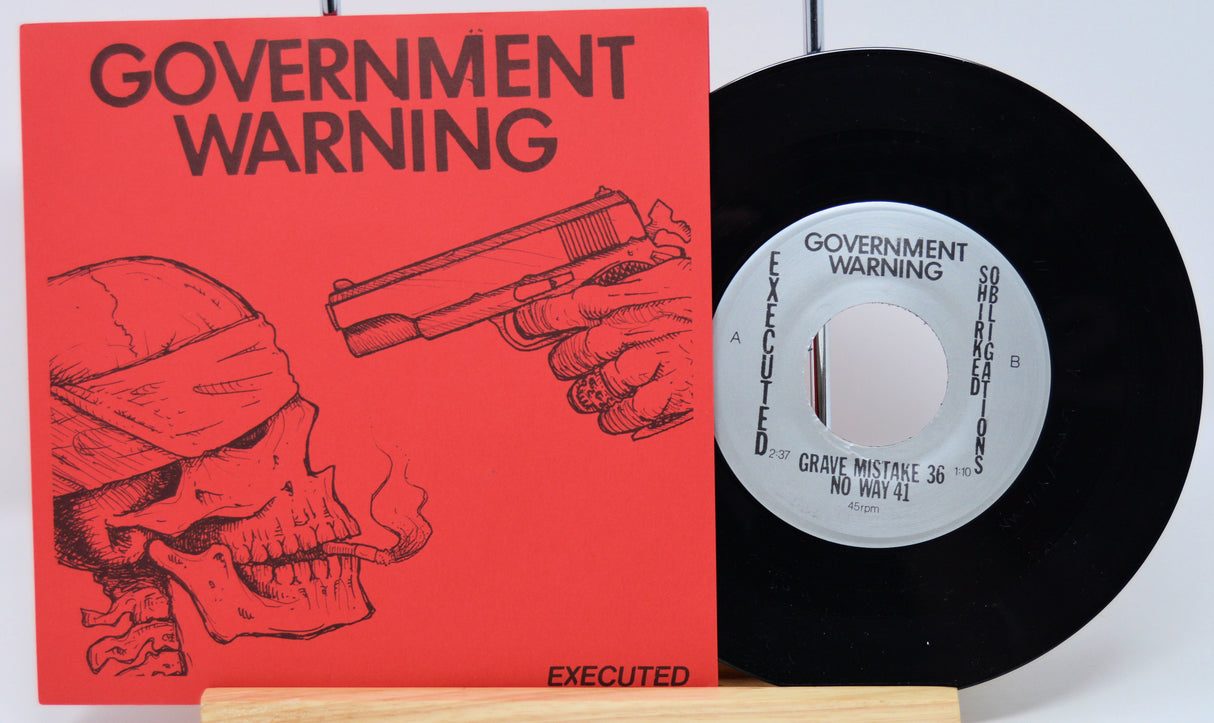 GOVERNMENT
WARNING
EXECUTED
GOVERNMENT
WARNING
EXECUTED
SHIRKED
OBLIGATIONS
A
B
2:37
GRAVE MISTAKE 36
1:10
NO WAY 41
45rpm